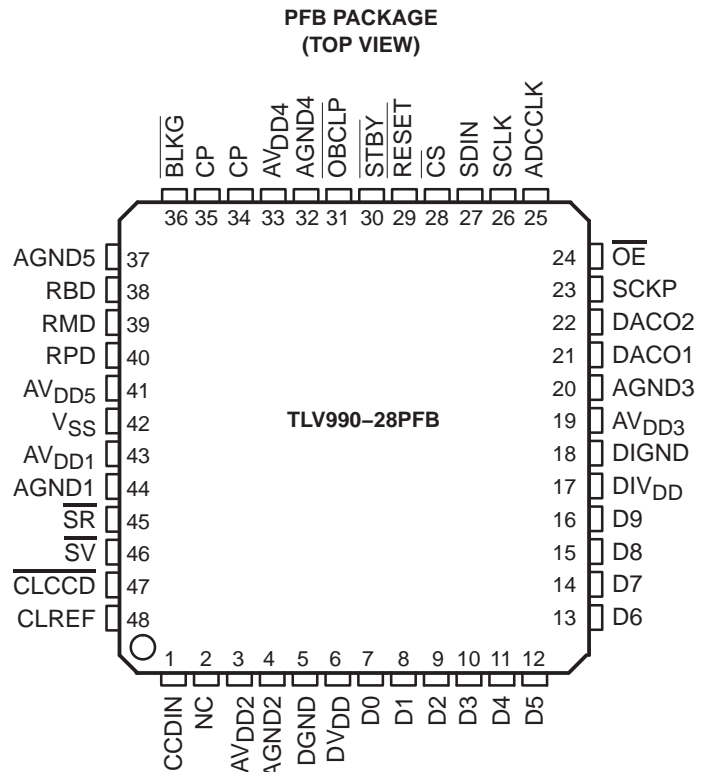 PFB PACKAGE
(TOP VIEW)
BLKG
CP
CP
AVDD4
AGND4
OBCLP
STBY
RESET
CS
SDIN
SCLK
ADCCLK
36 35 34 33 32 31 30 29 28 27 26 25
AGND5 37
RBD 38
RMD 39
RPD 40
AVDD5 41
VSS 42
AVDD1 43
AGND1 44
SR 45
SV 46
CLCCD 47
CLREF 48
TLV990–28PFB
24 OE
23 SCKP
22 DACO2
21 DACO1
20 AGND3
19 AVDD3
18 DIGND
17 DIVDD
16 D9
15 D8
14 D7
13 D6
1 2 3 4 5 6 7 8 9 10 11 12
CCDIN
NC
AVDD2
AGND2
DGND
DVDD
D0
D1
D2
D3
D4
D5